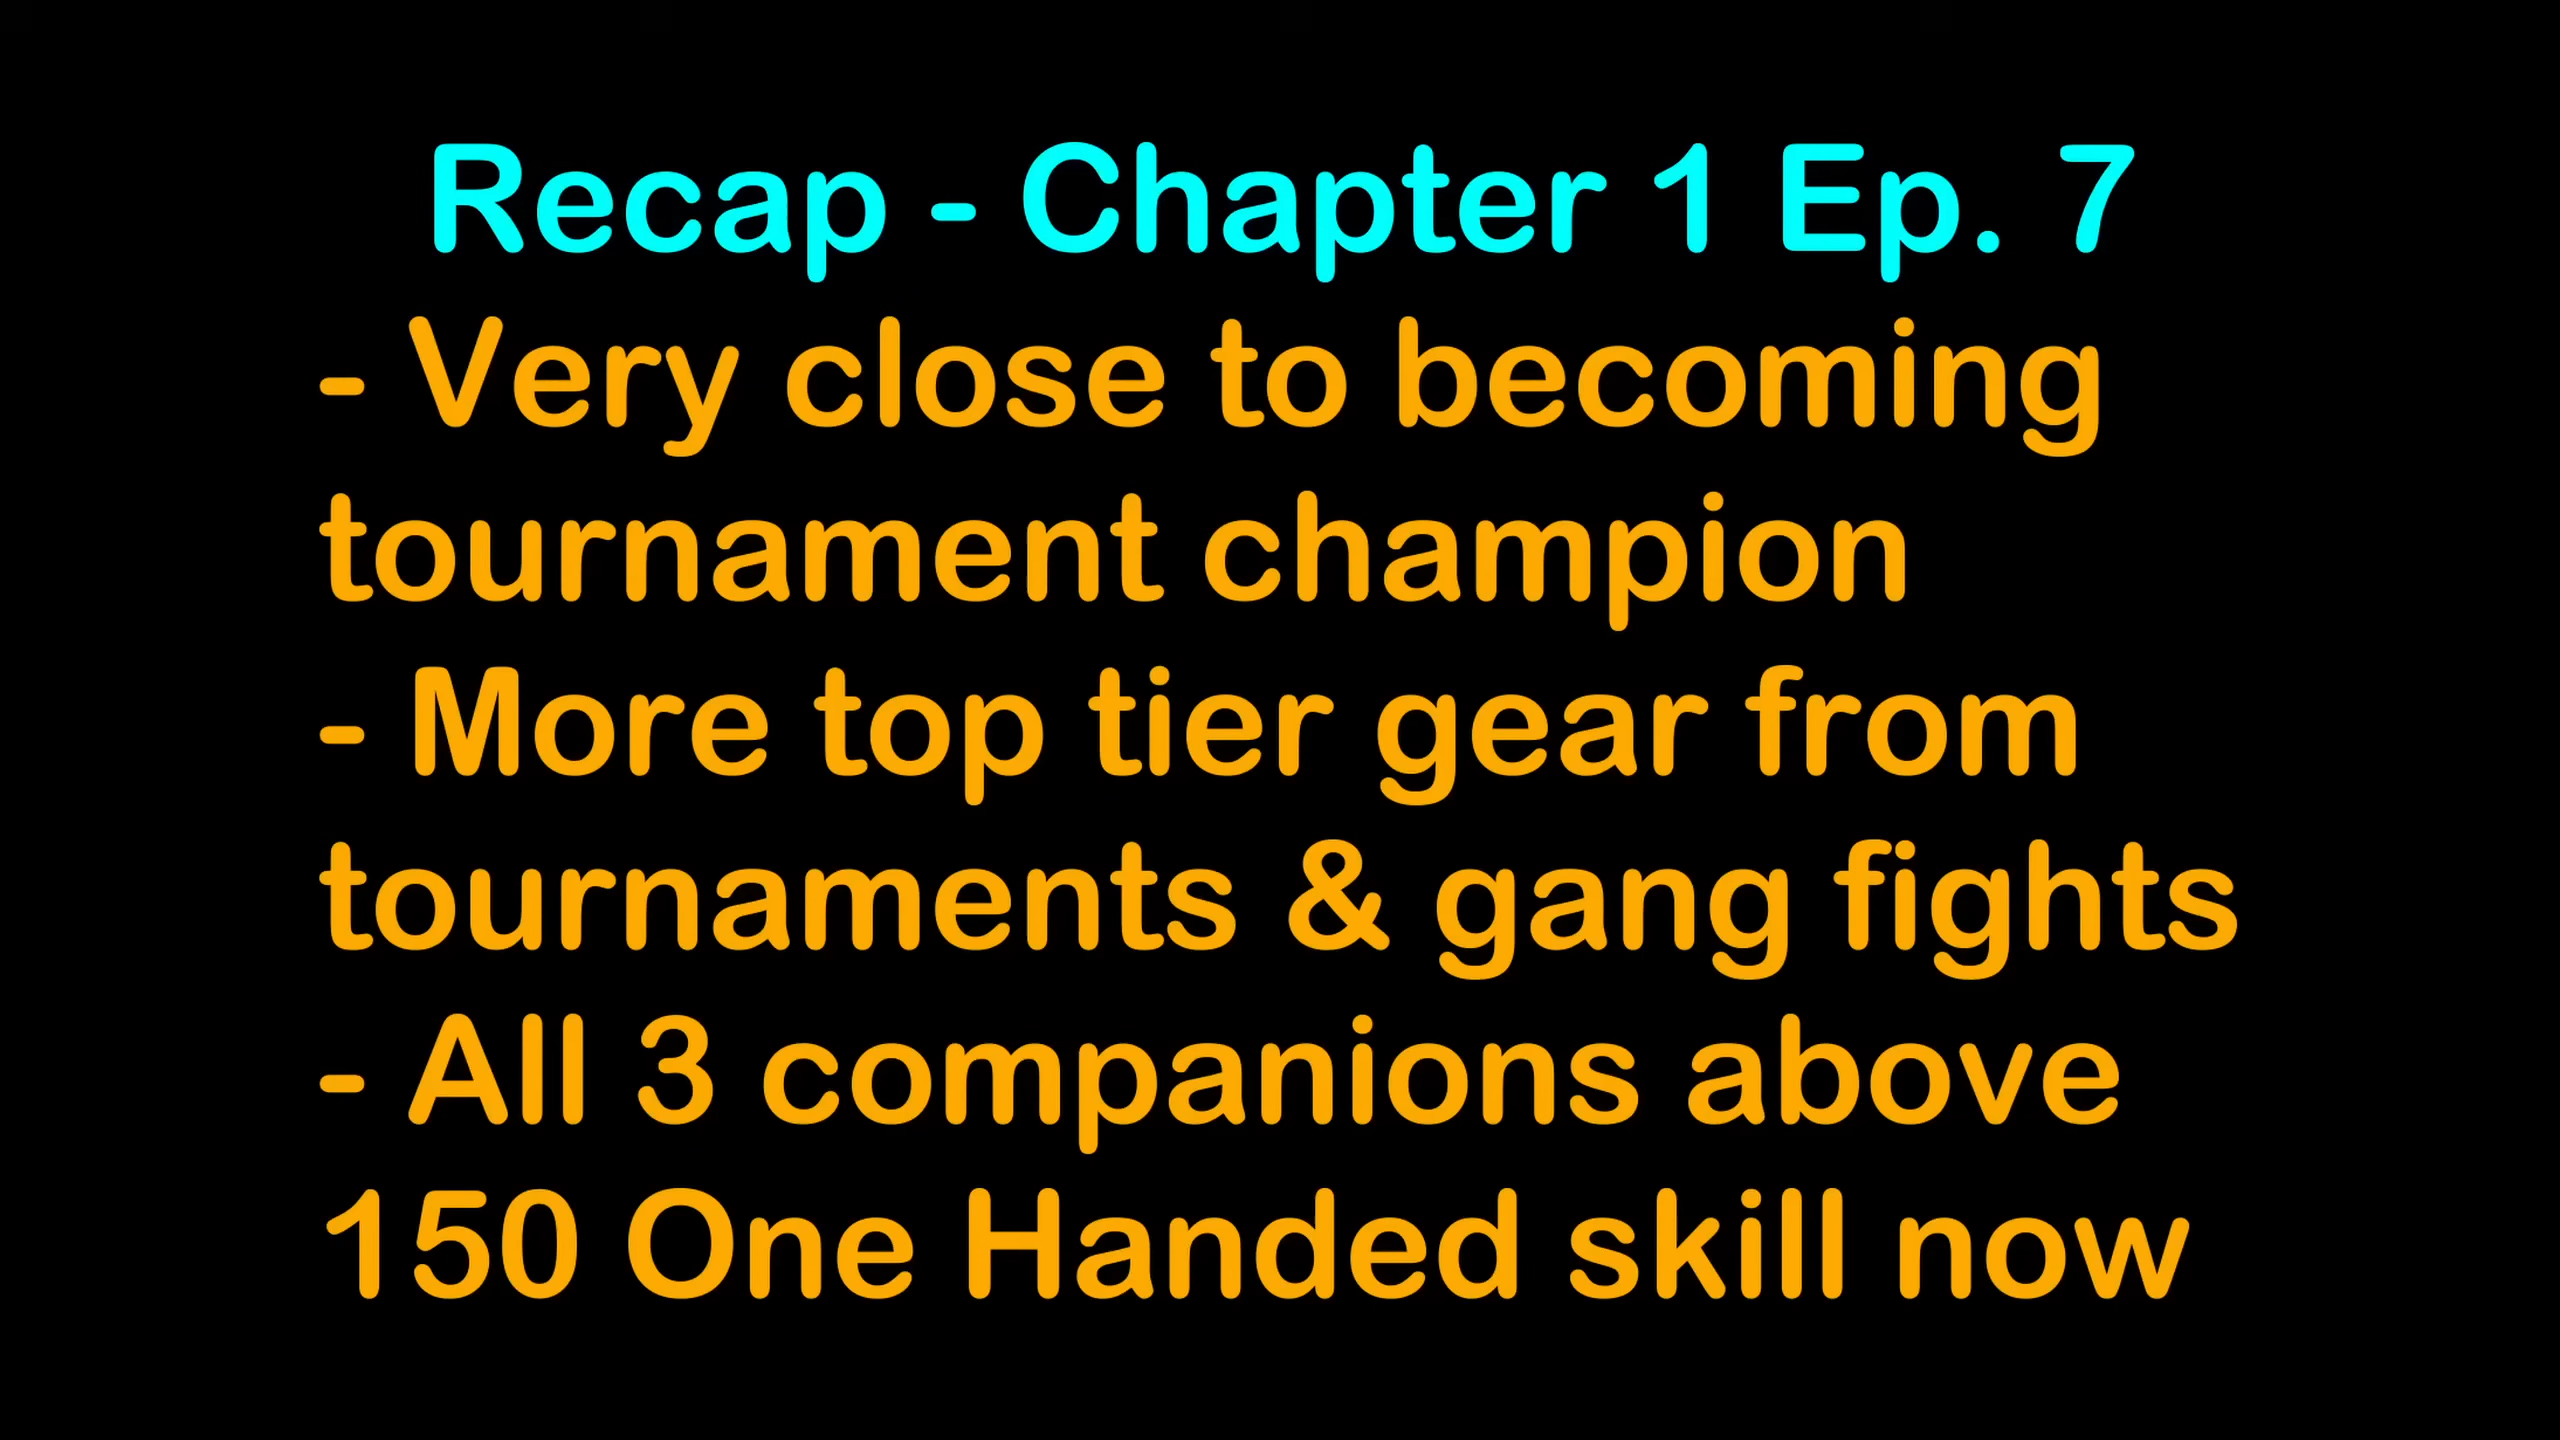 Recap - Chapter 1 Ep. 7
- Very close to becoming
tournament champion
- More top tier gear from
tournaments & gang fights
- All 3 companions above
150 One Handed skill now